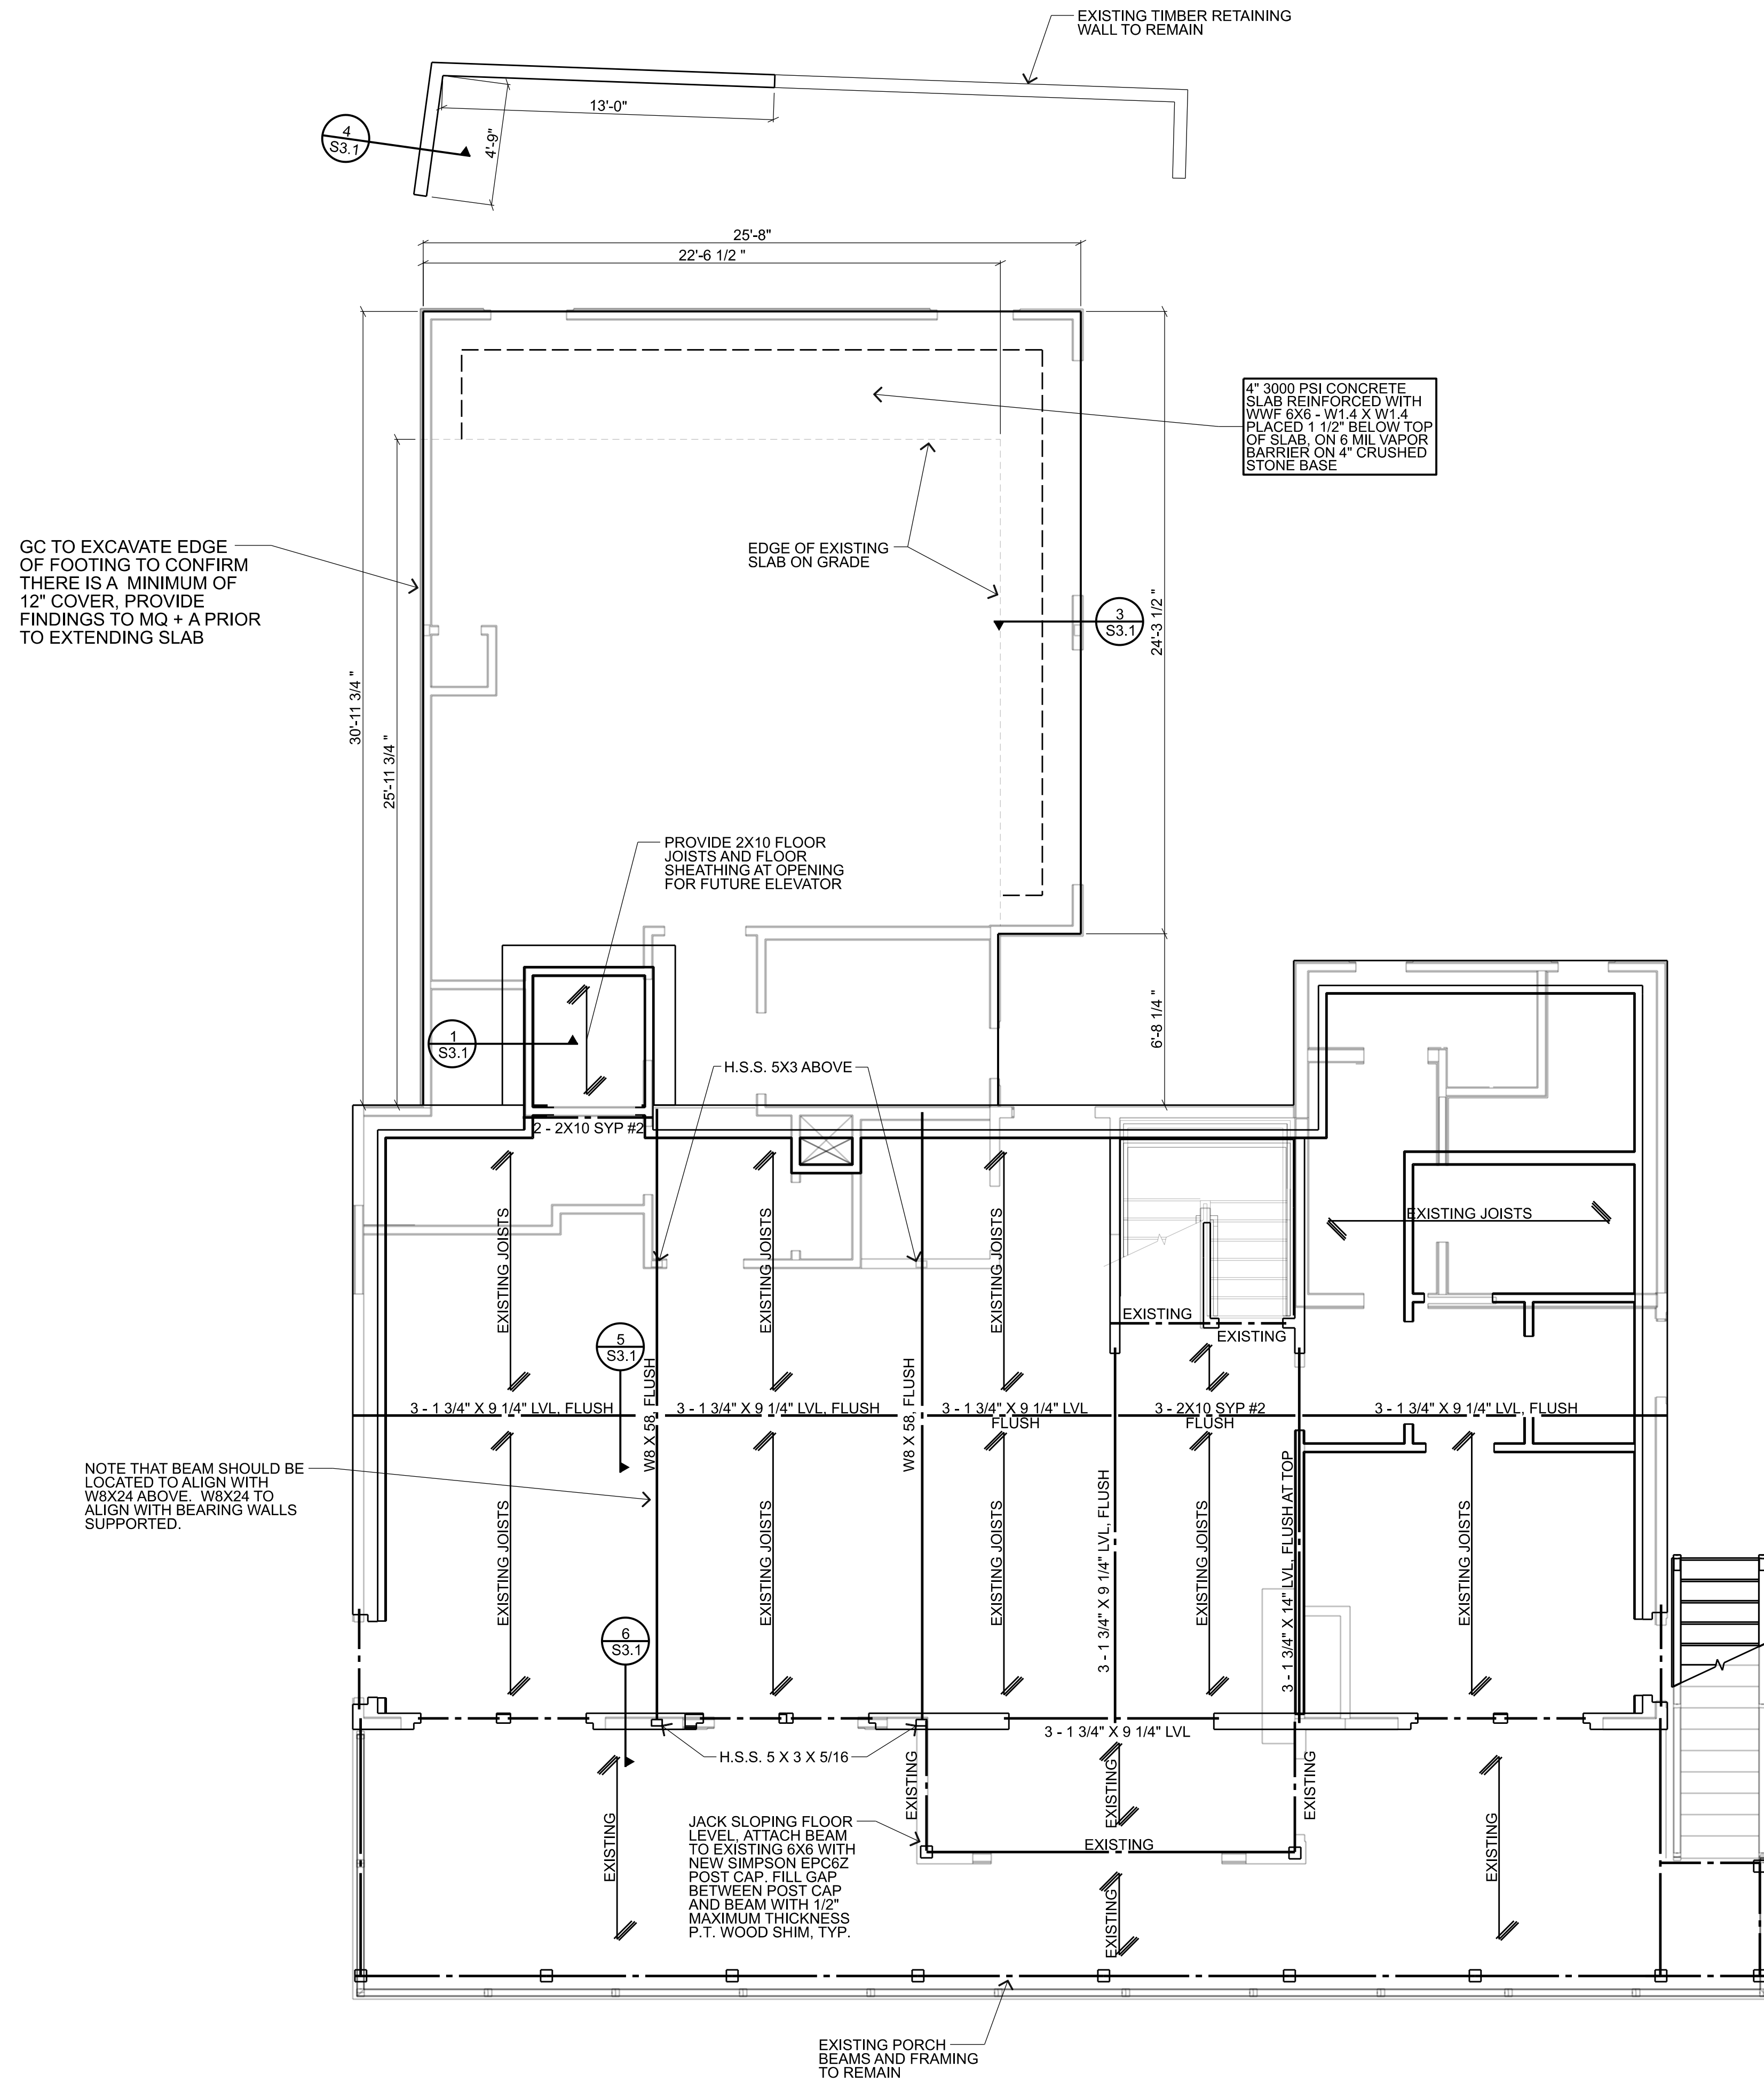 EXISTING TIMBER RETAINING
WALL TO REMAIN
13'-0"
4'-9"
4
S3.1
25'-8"
22'-6 1/2 "
4" 3000 PSI CONCRETE
SLAB REINFORCED WITH
WWF 6X6 - W1.4 X W1.4
PLACED 1 1/2" BELOW TOP
OF SLAB, ON 6 MIL VAPOR
BARRIER ON 4" CRUSHED
STONE BASE
GC TO EXCAVATE EDGE
OF FOOTING TO CONFIRM
THERE IS A MINIMUM OF
12" COVER, PROVIDE
FINDINGS TO MQ + A PRIOR
TO EXTENDING SLAB
EDGE OF EXISTING
SLAB ON GRADE
3
S3.1
24'-3 1/2 "
30'-11 3/4 "
25'-11 3/4 "
PROVIDE 2X10 FLOOR
JOISTS AND FLOOR
SHEATHING AT OPENING
FOR FUTURE ELEVATOR
1
S3.1
6'-8 1/4 "
H.S.S. 5X3 ABOVE
2 - 2X10 SYP #2
EXISTING JOISTS
EXISTING JOISTS
EXISTING JOISTS
EXISTING JOISTS
EXISTING
EXISTING
5
S3.1
W8 X 58, FLUSH
W8 X 58, FLUSH
3 - 1 3/4" X 9 1/4" LVL, FLUSH
3 - 1 3/4" X 9 1/4" LVL, FLUSH
3 - 1 3/4" X 9 1/4" LVL
FLUSH
3 - 2X10 SYP #2
FLUSH
3 - 1 3/4" X 9 1/4" LVL, FLUSH
NOTE THAT BEAM SHOULD BE
LOCATED TO ALIGN WITH
W8X24 ABOVE. W8X24 TO
ALIGN WITH BEARING WALLS
SUPPORTED.
EXISTING JOISTS
EXISTING JOISTS
EXISTING JOISTS
3 - 1 3/4" X 9 1/4" LVL, FLUSH
EXISTING JOISTS
3 - 1 3/4" X 14" LVL, FLUSH AT TOP
EXISTING JOISTS
6
S3.1
3 - 1 3/4" X 9 1/4" LVL
H.S.S. 5 X 3 X 5/16
EXISTING
EXISTING
EXISTING
JACK SLOPING FLOOR
LEVEL, ATTACH BEAM
TO EXISTING 6X6 WITH
NEW SIMPSON EPC6Z
POST CAP. FILL GAP
BETWEEN POST CAP
AND BEAM WITH 1/2"
MAXIMUM THICKNESS
P.T. WOOD SHIM, TYP.
EXISTING
EXISTING
EXISTING
EXISTING
EXISTING PORCH
BEAMS AND FRAMING
TO REMAIN